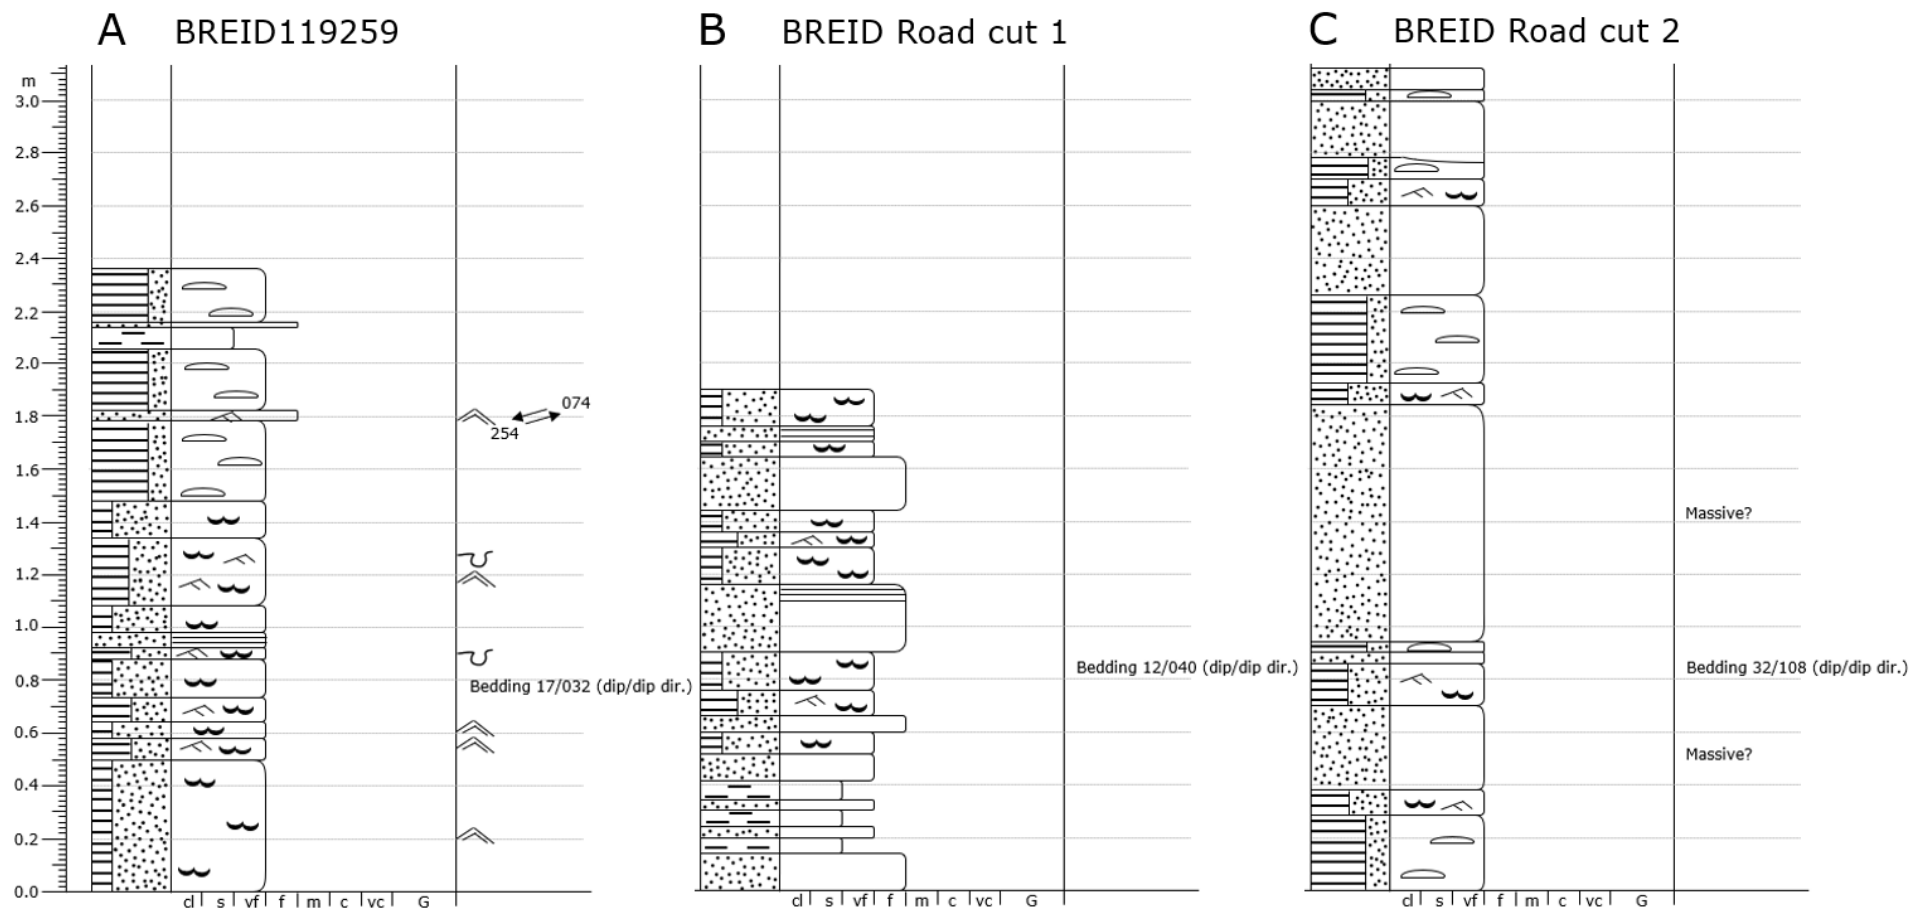 A BREID119259
B BREID Road cut 1
C BREID Road cut 2
m
3.0
2.8
2.6
2.4
2.2
2.0
1.8
1.6
1.4
1.2
1.0
0.8
0.6
0.4
0.2
0.0
074
254
Bedding 17/032 (dip/dip dir.)
cl s vf f m c vc G
Bedding 12/040 (dip/dip dir.)
cl s vf f m c vc G
Massive?
Bedding 32/108 (dip/dip dir.)
Massive?
cl s vf f m c vc G